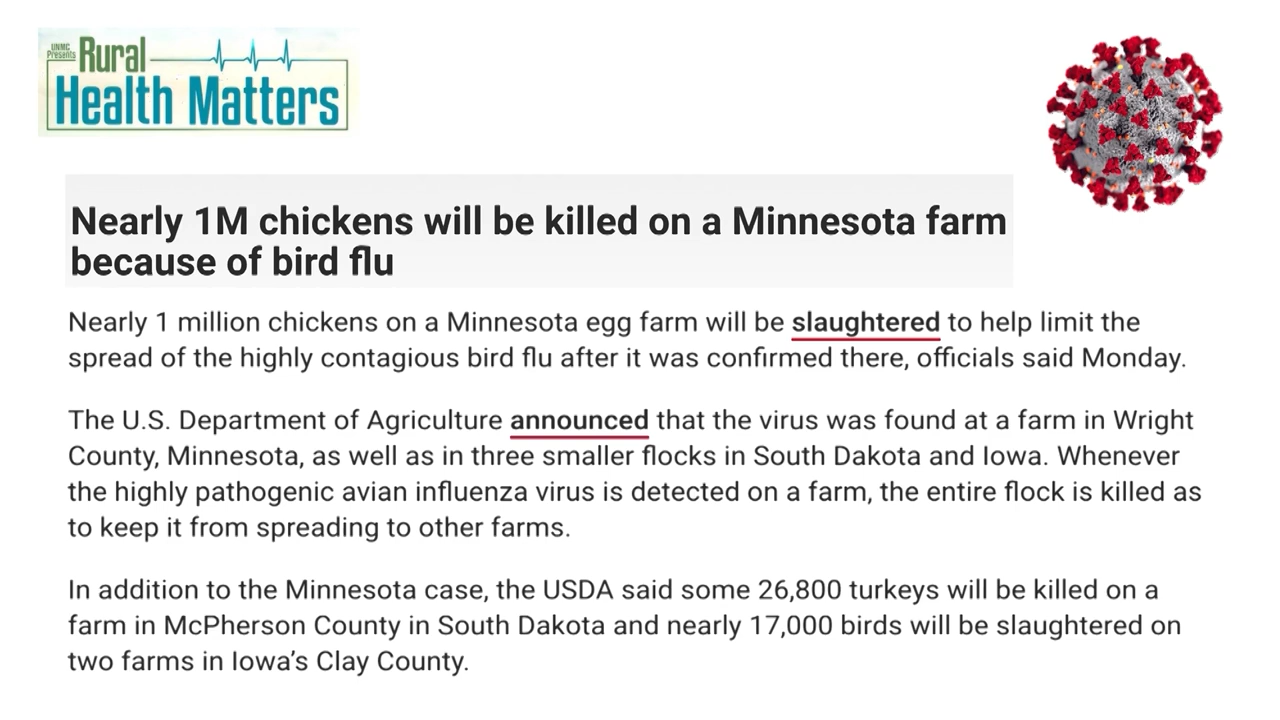 UNMC
Presents
Rural
Health Matters
Nearly 1M chickens will be killed on a Minnesota farm
because of bird flu
Nearly 1 million chickens on a Minnesota egg farm will be slaughtered to help limit the
spread of the highly contagious bird flu after it was confirmed there, officials said Monday.
The U.S. Department of Agriculture announced that the virus was found at a farm in Wright
County, Minnesota, as well as in three smaller flocks in South Dakota and Iowa. Whenever
the highly pathogenic avian influenza virus is detected on a farm, the entire flock is killed as
to keep it from spreading to other farms.
In addition to the Minnesota case, the USDA said some 26,800 turkeys will be killed on a
farm in McPherson County in South Dakota and nearly 17,000 birds will be slaughtered on
two farms in Iowa’s Clay County.